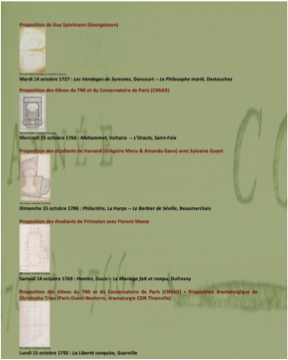 Proposition de Guy Spielmann (Georgetown)
Mardi 14 octobre 1727 : Les Vendages de Suresnes, Dancourt -- Le Philosophe marié, Destouches
Proposition des élèves du TNS et du Conservatoire de Paris (CNSAD)
Mercredi 15 octobre 1760 : Mahommet, Voltaire -- L'Oracle, Saint-Foix
Proposition des étudiants de Harvard (Grégoire Menu & Amanda Gann) avec Sylvaine Guyot
Dimanche 15 octobre 1786 : Philoctète, La Harpe -- Le Barbier de Séville, Beaumarchais
Proposition des étudiants de Princeton avec Florent Masse
Samedi 14 octobre 1769 : Hamlet, Ducis -- Le Mariage fait et rompu, Dufresny
Proposition des élèves du TNS et du Conservatoire de Paris (CNSAD) + Proposition dramaturgique de
Christophe Triau (Paris Ouest-Nanterre, dramaturgie CDN Thionville)
Lundi 15 octobre 1792 : La Liberté conquise, Guerville